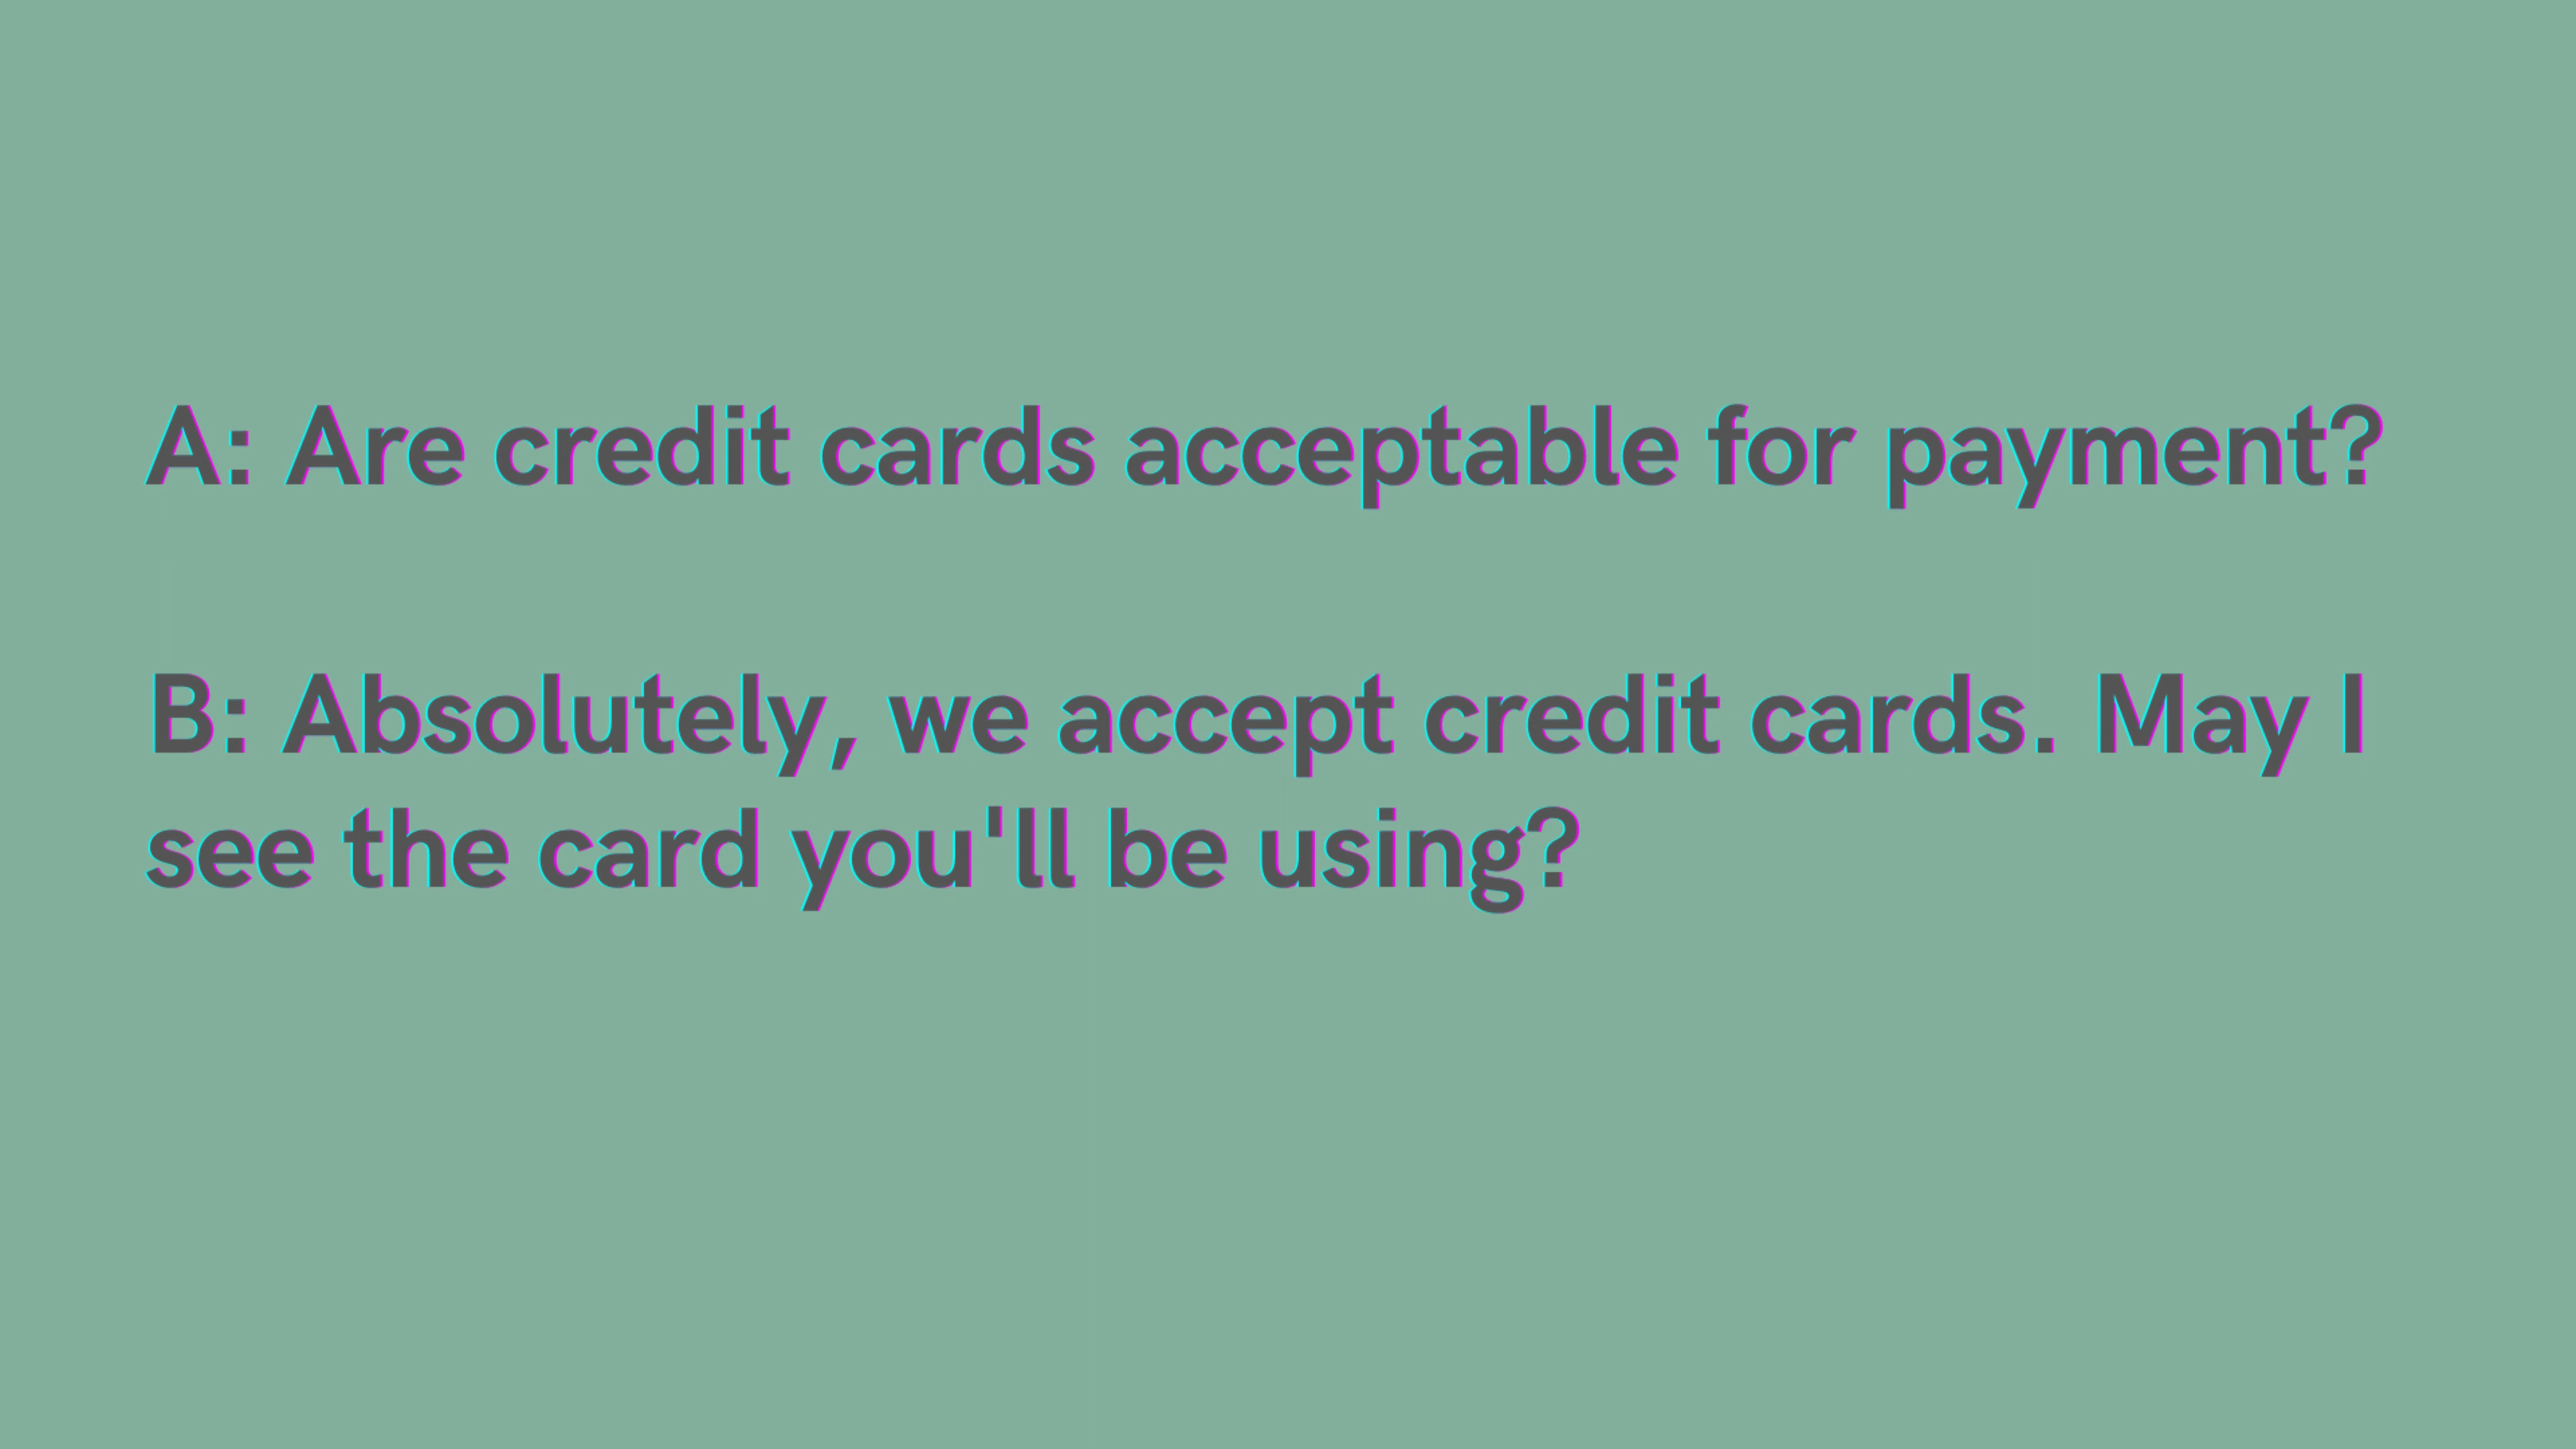 A: Are credit cards acceptable for payment?
B: Absolutely, we accept credit cards. May I
see the card you'll be using?